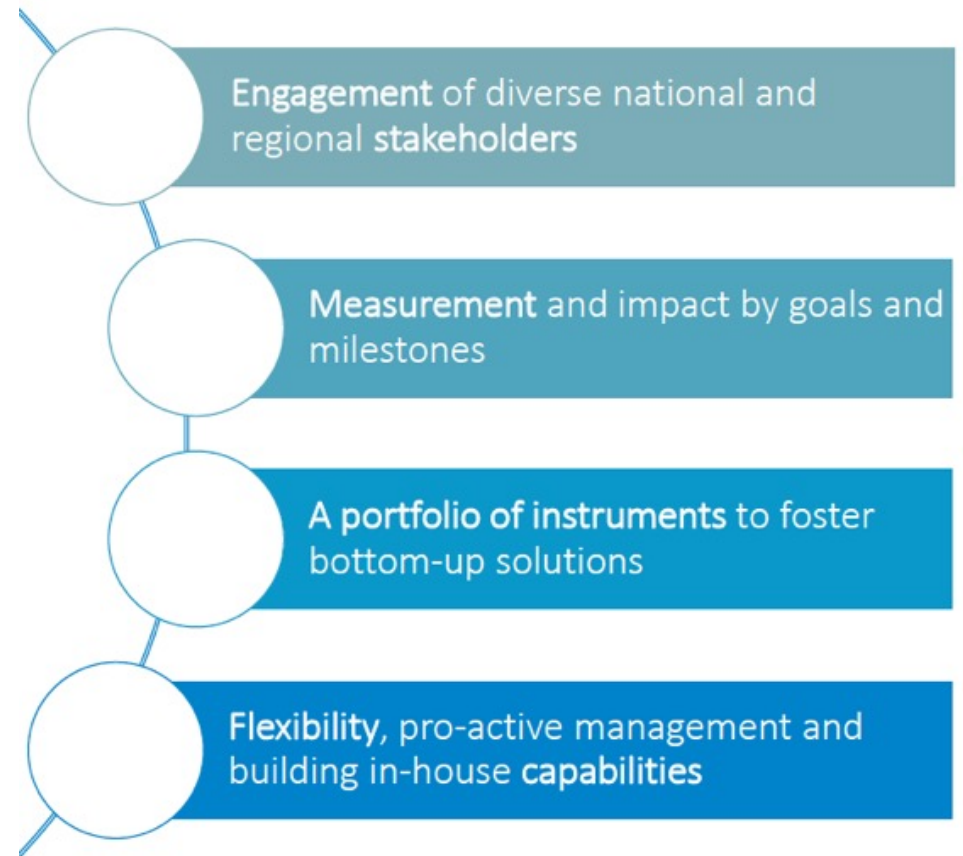 Engagement of diverse national and
regional stakeholders
Measurement and impact by goals and
milestones
A portfolio of instruments to foster
bottom-up solutions
Flexibility, pro-active management and
building in-house capabilities